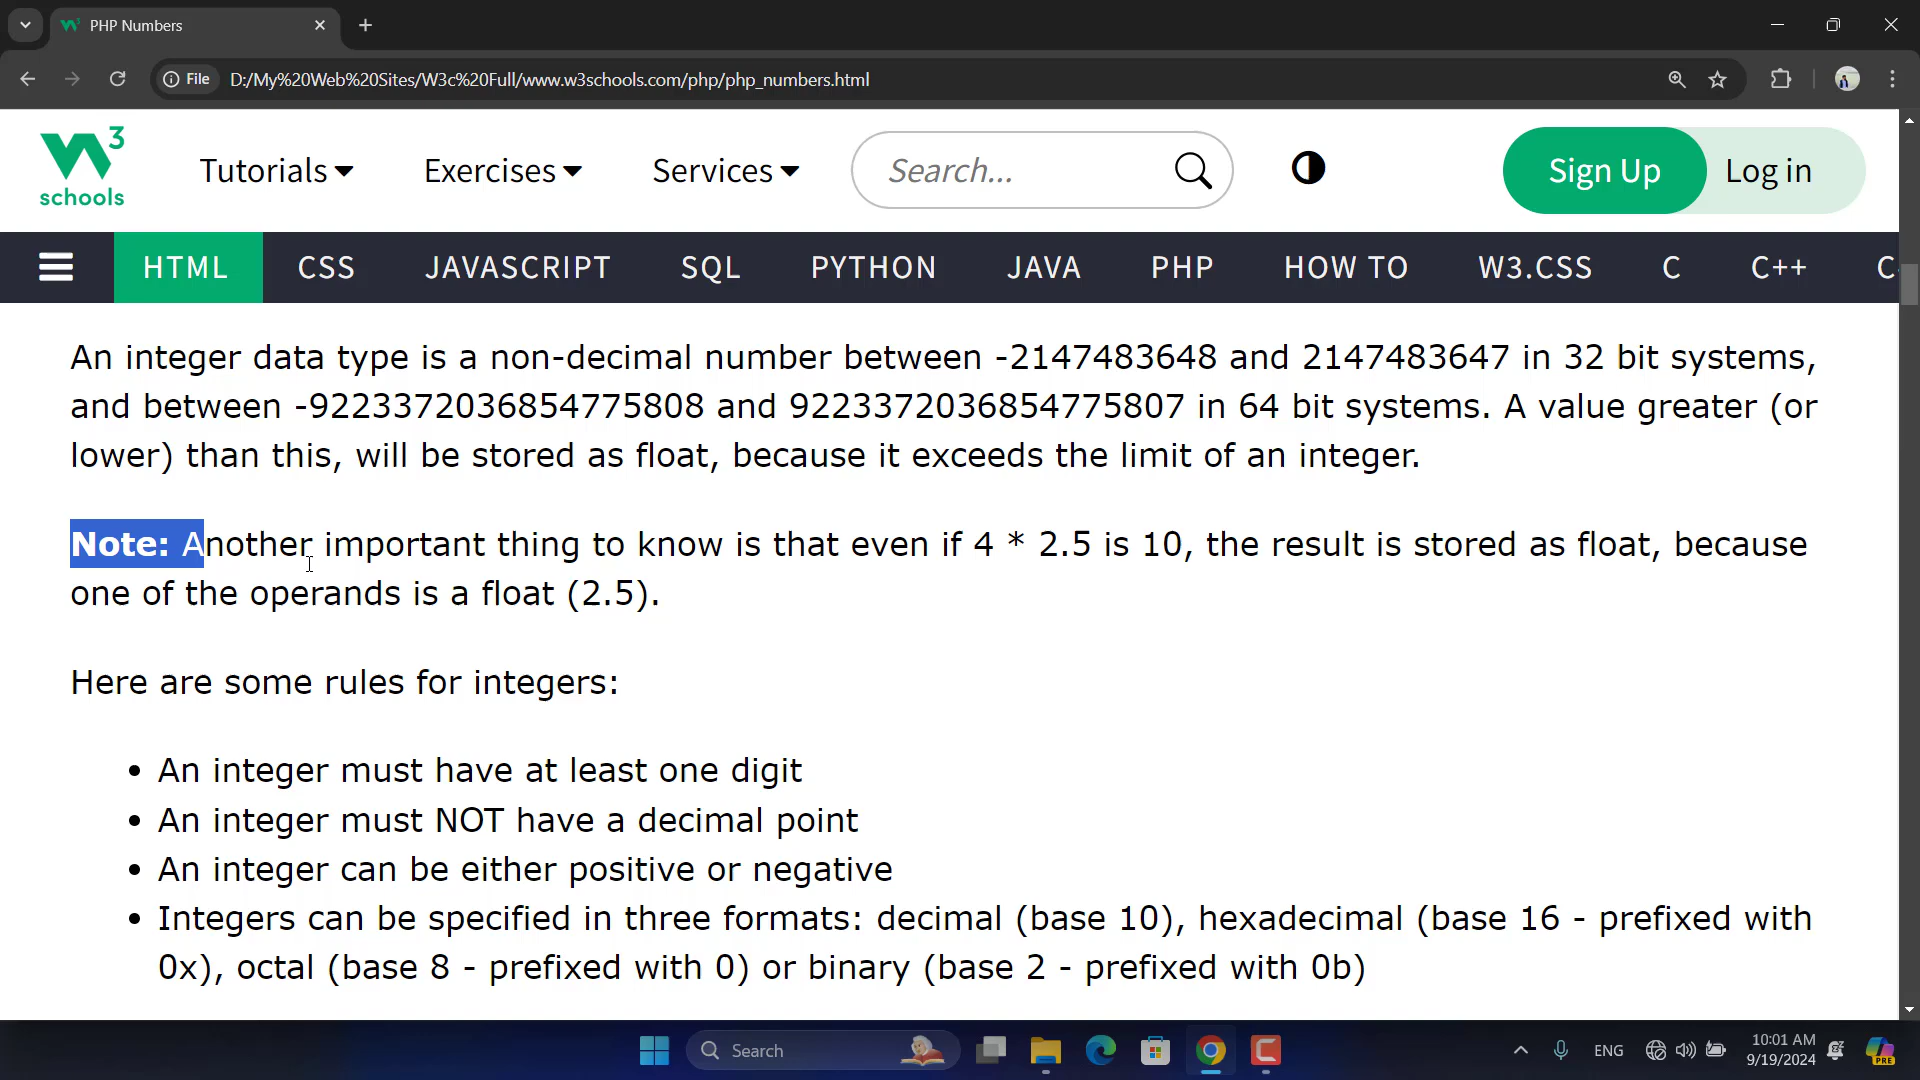 PHP Numbers
File
D:/My%20Web%20Sites/W3c%20Full/www.w3schools.com/php/php_numbers.html
3
schools
Tutorials
Exercises
Services
Search...
Sign Up
Log in
HTML
CSS
JAVASCRIPT
SQL
PYTHON
JAVA
PHP
HOW TO
W3.CSS
C
C++
An integer data type is a non-decimal number between -2147483648 and 2147483647 in 32 bit systems,
and between -9223372036854775808 and 9223372036854775807 in 64 bit systems. A value greater (or
lower) than this, will be stored as float, because it exceeds the limit of an integer.
Note: Another important thing to know is that even if 4 * 2.5 is 10, the result is stored as float, because
one of the operands is a float (2.5).
Here are some rules for integers:
• An integer must have at least one digit
• An integer must NOT have a decimal point
• An integer can be either positive or negative
• Integers can be specified in three formats: decimal (base 10), hexadecimal (base 16 - prefixed with
0x), octal (base 8 - prefixed with 0) or binary (base 2 - prefixed with 0b)
Search
ENG
10:01 AM
9/19/2024
PRE